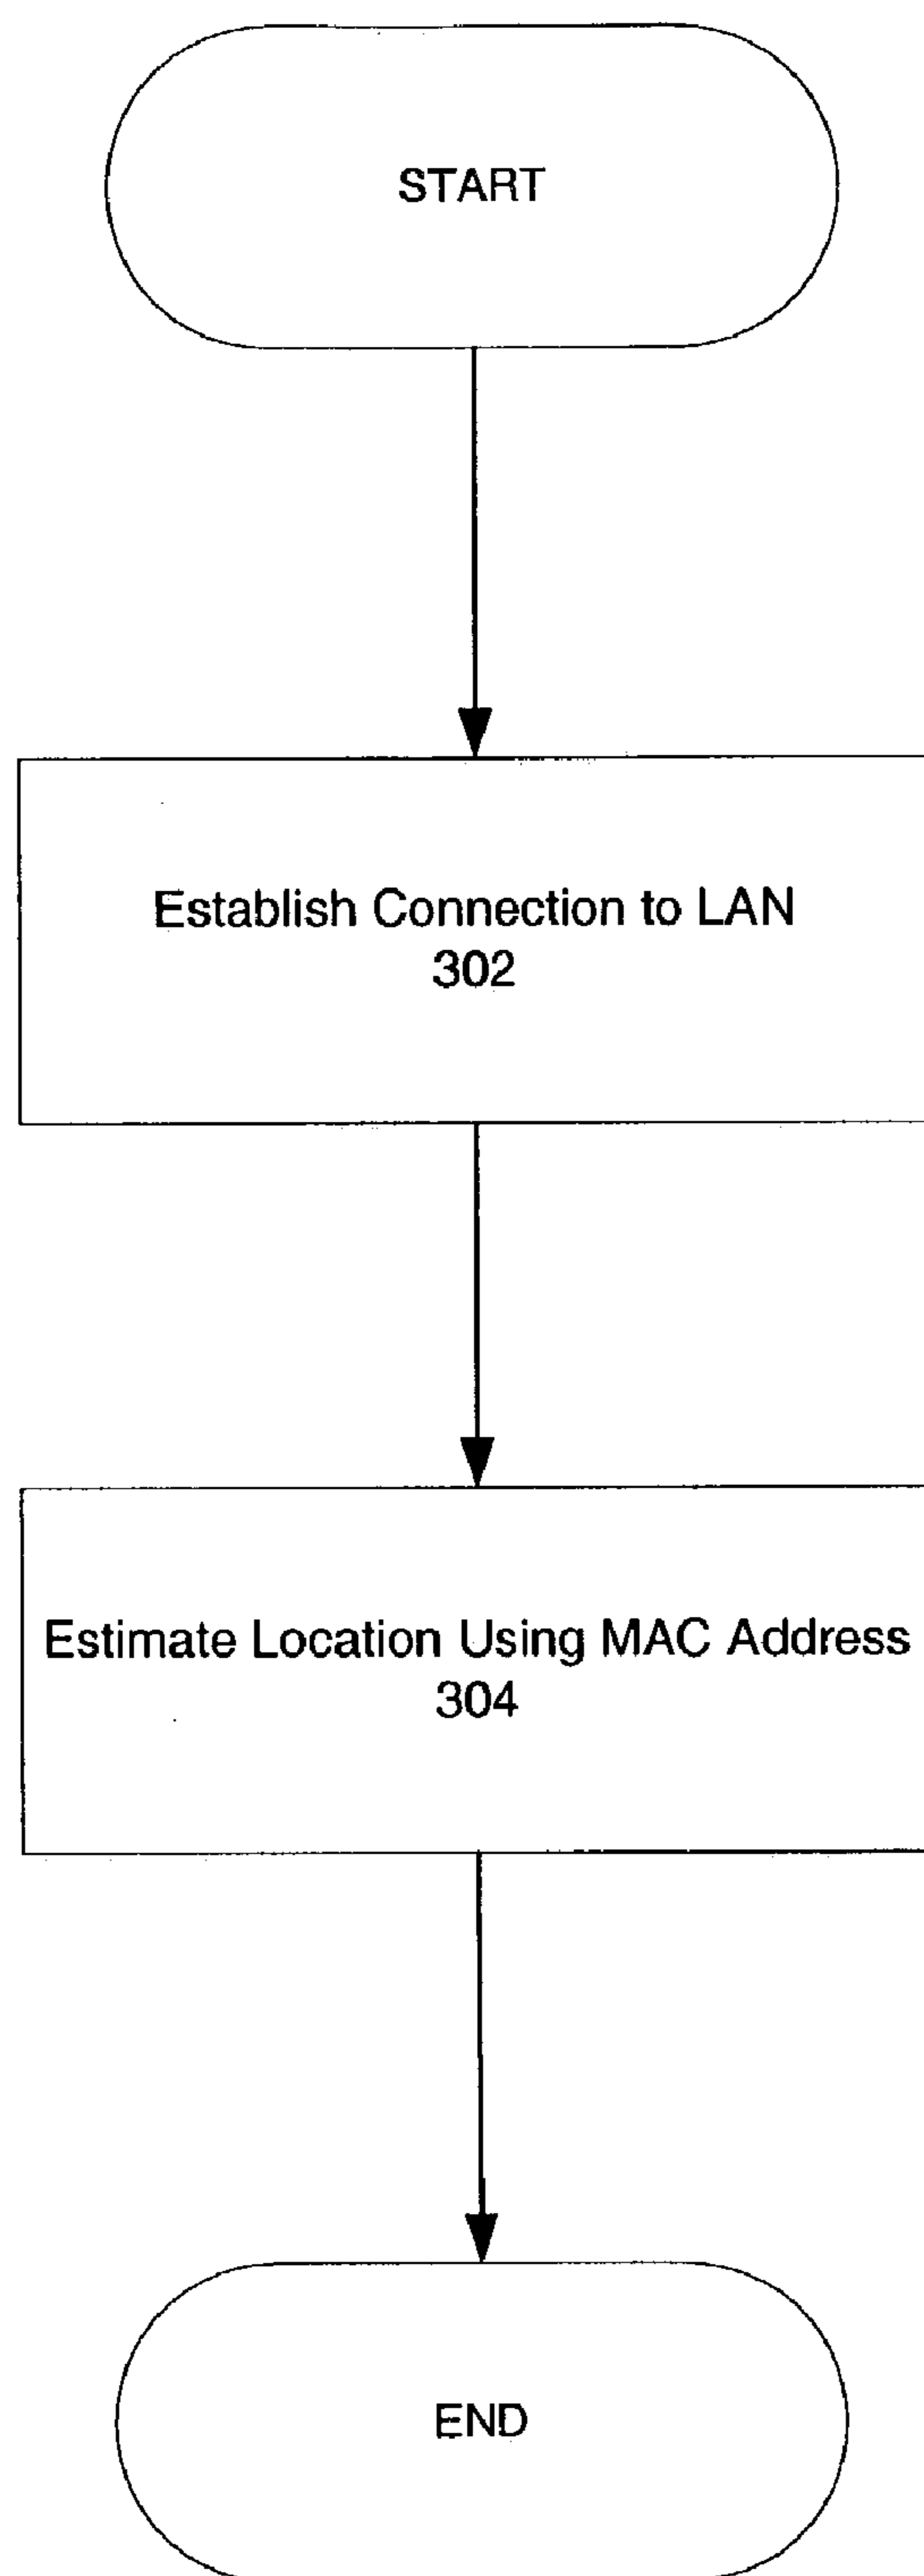 START
Establish Connection to LAN
302
Estimate Location Using MAC Address
304
END